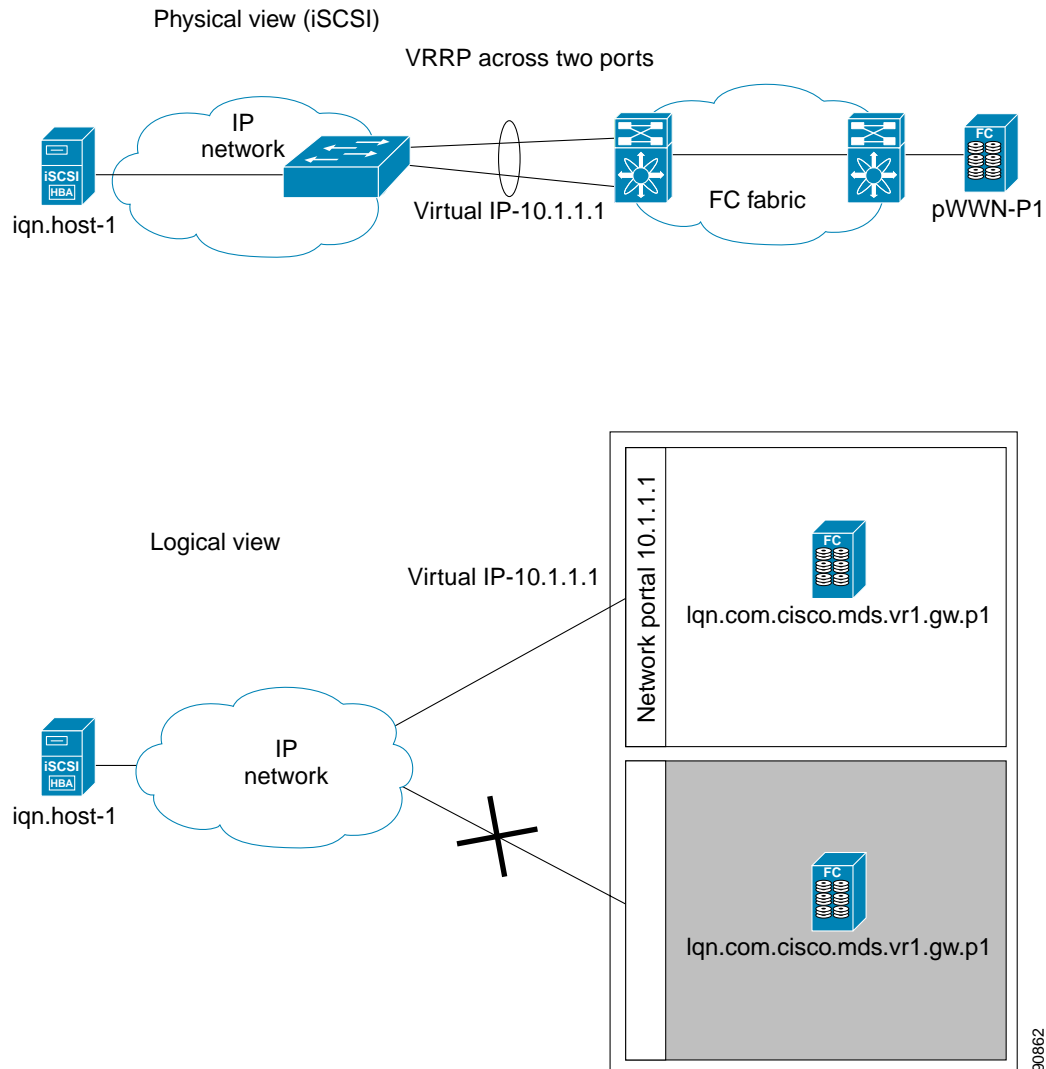 Physical view (iSCSI)
VRRP across two ports
IP
network
iSCSI
HBA
iqn.host-1
Virtual IP-10.1.1.1
FC fabric
FC
pWWN-P1
Logical view
Virtual IP-10.1.1.1
Network portal 10.1.1.1
FC
Iqn.com.cisco.mds.vr1.gw.p1
IP
network
iSCSI
HBA
iqn.host-1
FC
Iqn.com.cisco.mds.vr1.gw.p1
90862